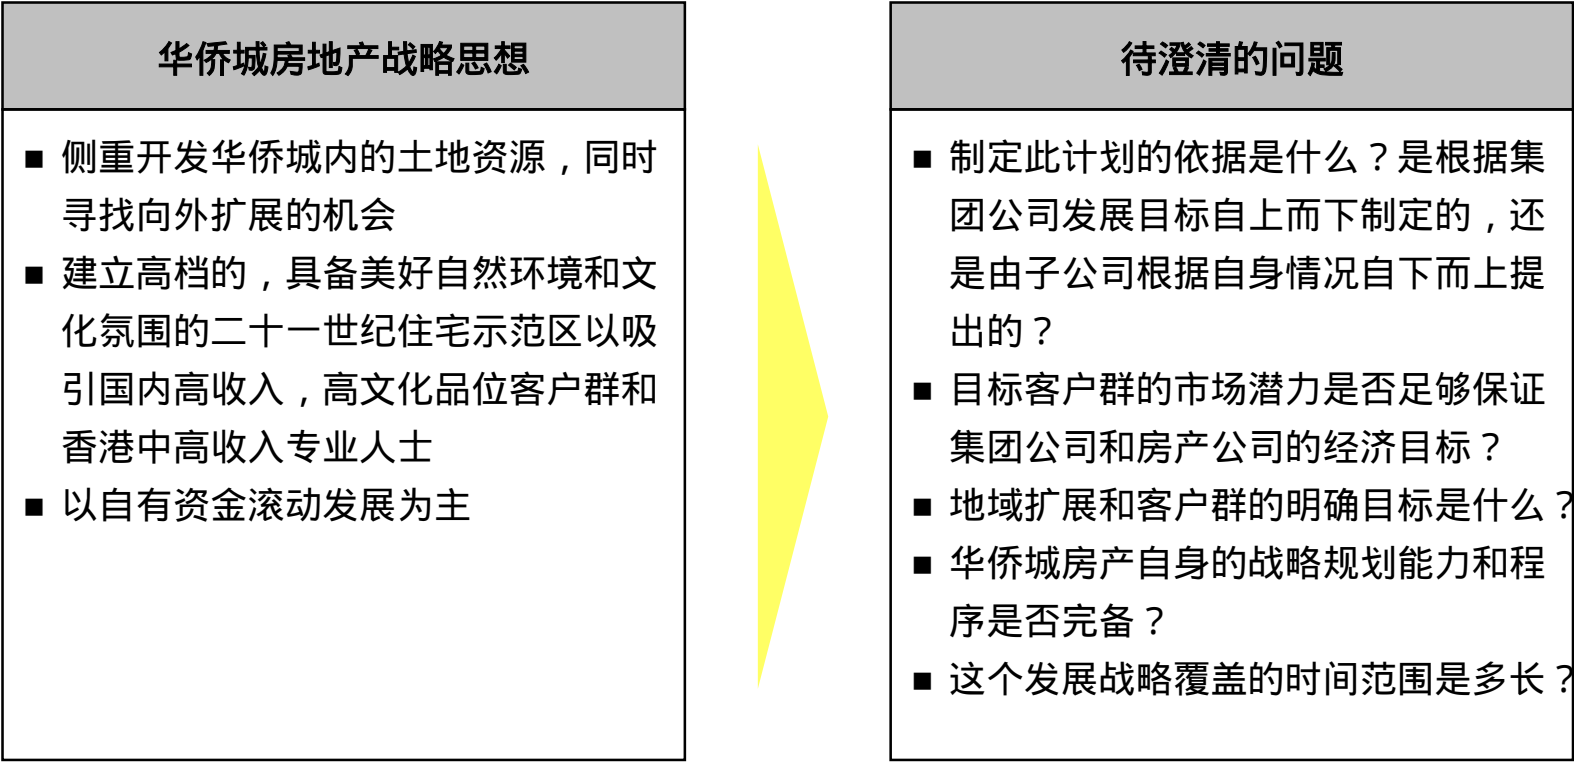 华侨城房地产战略思想
■ 侧重开发华侨城内的土地资源，同时
寻找向外扩展的机会
■ 建立高档的，具备美好自然环境和文
化氛围的二十一世纪住宅示范区以吸
引国内高收入，高文化品位客户群和
香港中高收入专业人士
■ 以自有资金滚动发展为主
待澄清的问题
■ 制定此计划的依据是什么？是根据集
团公司发展目标自上而下制定的，还
是由子公司根据自身情况自下而上提
出的？
■ 目标客户群的市场潜力是否足够保证
集团公司和房产公司的经济目标？
■ 地域扩展和客户群的明确目标是什么？
■ 华侨城房产自身的战略规划能力和程
序是否完备？
■ 这个发展战略覆盖的时间范围是多长？